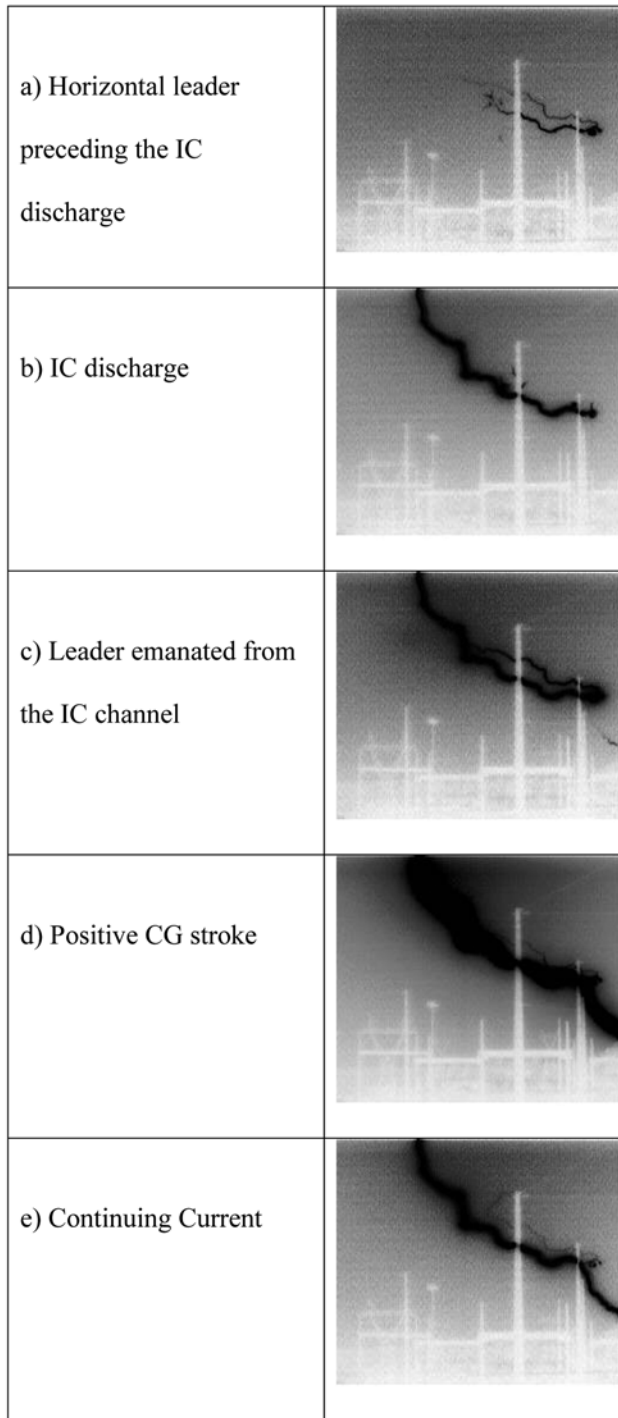 a) Horizontal leader
preceding the IC
discharge
b) IC discharge
c) Leader emanated from
the IC channel
d) Positive CG stroke
e) Continuing Current